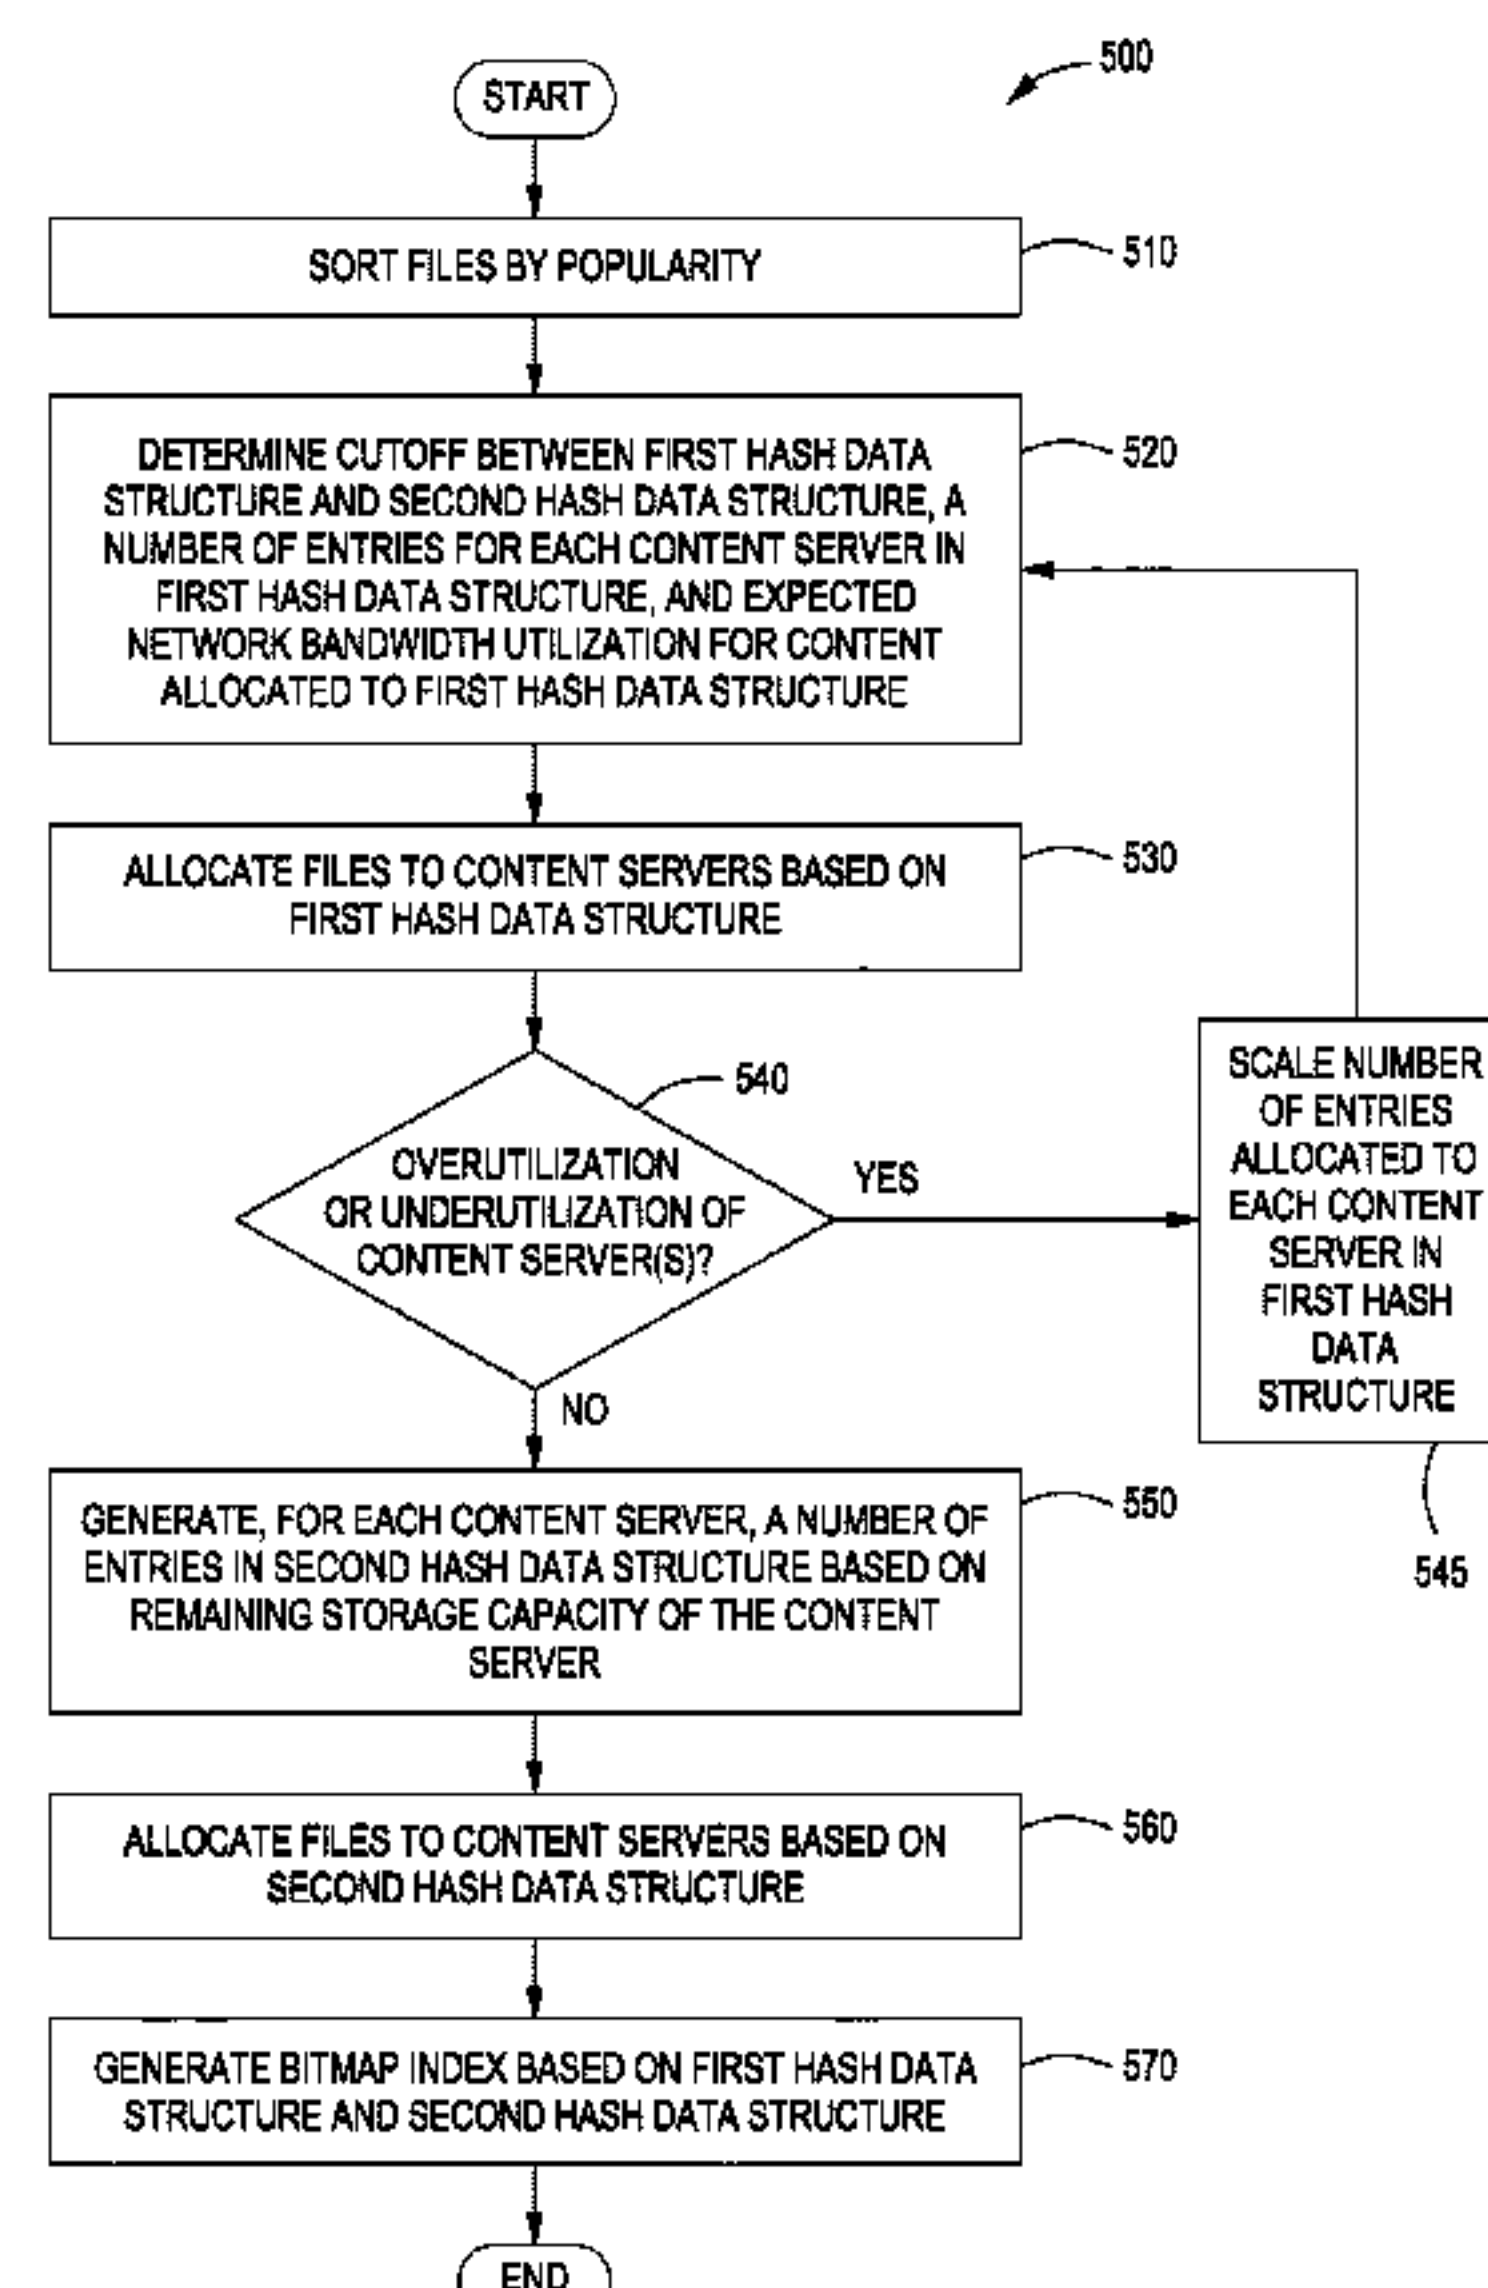 500
START
SORT FILES BY POPULARITY
510
DETERMINE CUTOFF BETWEEN FIRST HASH DATA
STRUCTURE AND SECOND HASH DATA STRUCTURE, A
NUMBER OF ENTRIES FOR EACH CONTENT SERVER IN
FIRST HASH DATA STRUCTURE, AND EXPECTED
NETWORK BANDWIDTH UTILIZATION FOR CONTENT
ALLOCATED TO FIRST HASH DATA STRUCTURE
520
ALLOCATE FILES TO CONTENT SERVERS BASED ON
FIRST HASH DATA STRUCTURE
530
540
OVERUTILIZATION
OR UNDERUTILIZATION OF
CONTENT SERVER(S)?
YES
NO
SCALE NUMBER
OF ENTRIES
ALLOCATED TO
EACH CONTENT
SERVER IN
FIRST HASH
DATA
STRUCTURE
545
GENERATE, FOR EACH CONTENT SERVER, A NUMBER OF
ENTRIES IN SECOND HASH DATA STRUCTURE BASED ON
REMAINING STORAGE CAPACITY OF THE CONTENT
SERVER
550
ALLOCATE FILES TO CONTENT SERVERS BASED ON
SECOND HASH DATA STRUCTURE
560
GENERATE BITMAP INDEX BASED ON FIRST HASH DATA
STRUCTURE AND SECOND HASH DATA STRUCTURE
570
END